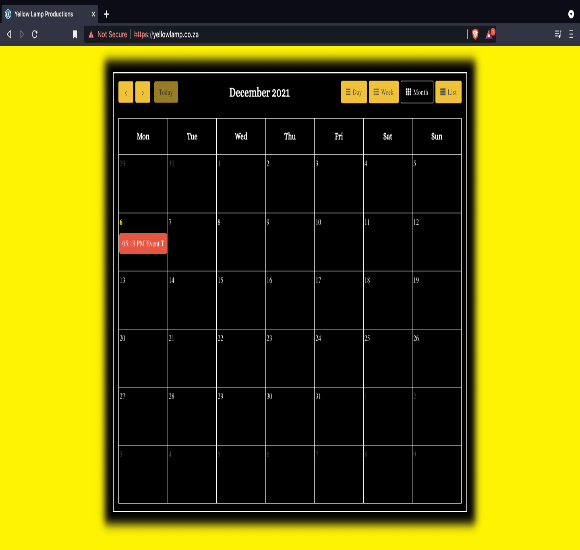 Yellow Lamp Productions
Not Secure https://yellowlamp.co.za
Today
December 2021
Day Week Month List
Mon Tue Wed Thu Fri Sat Sun
29 30 1 2 3 4 5
6 7 8 9 10 11 12
05:13 PM Event T
13 14 15 16 17 18 19
20 21 22 23 24 25 26
27 28 29 30 31 1 2
3 4 5 6 7 8 9